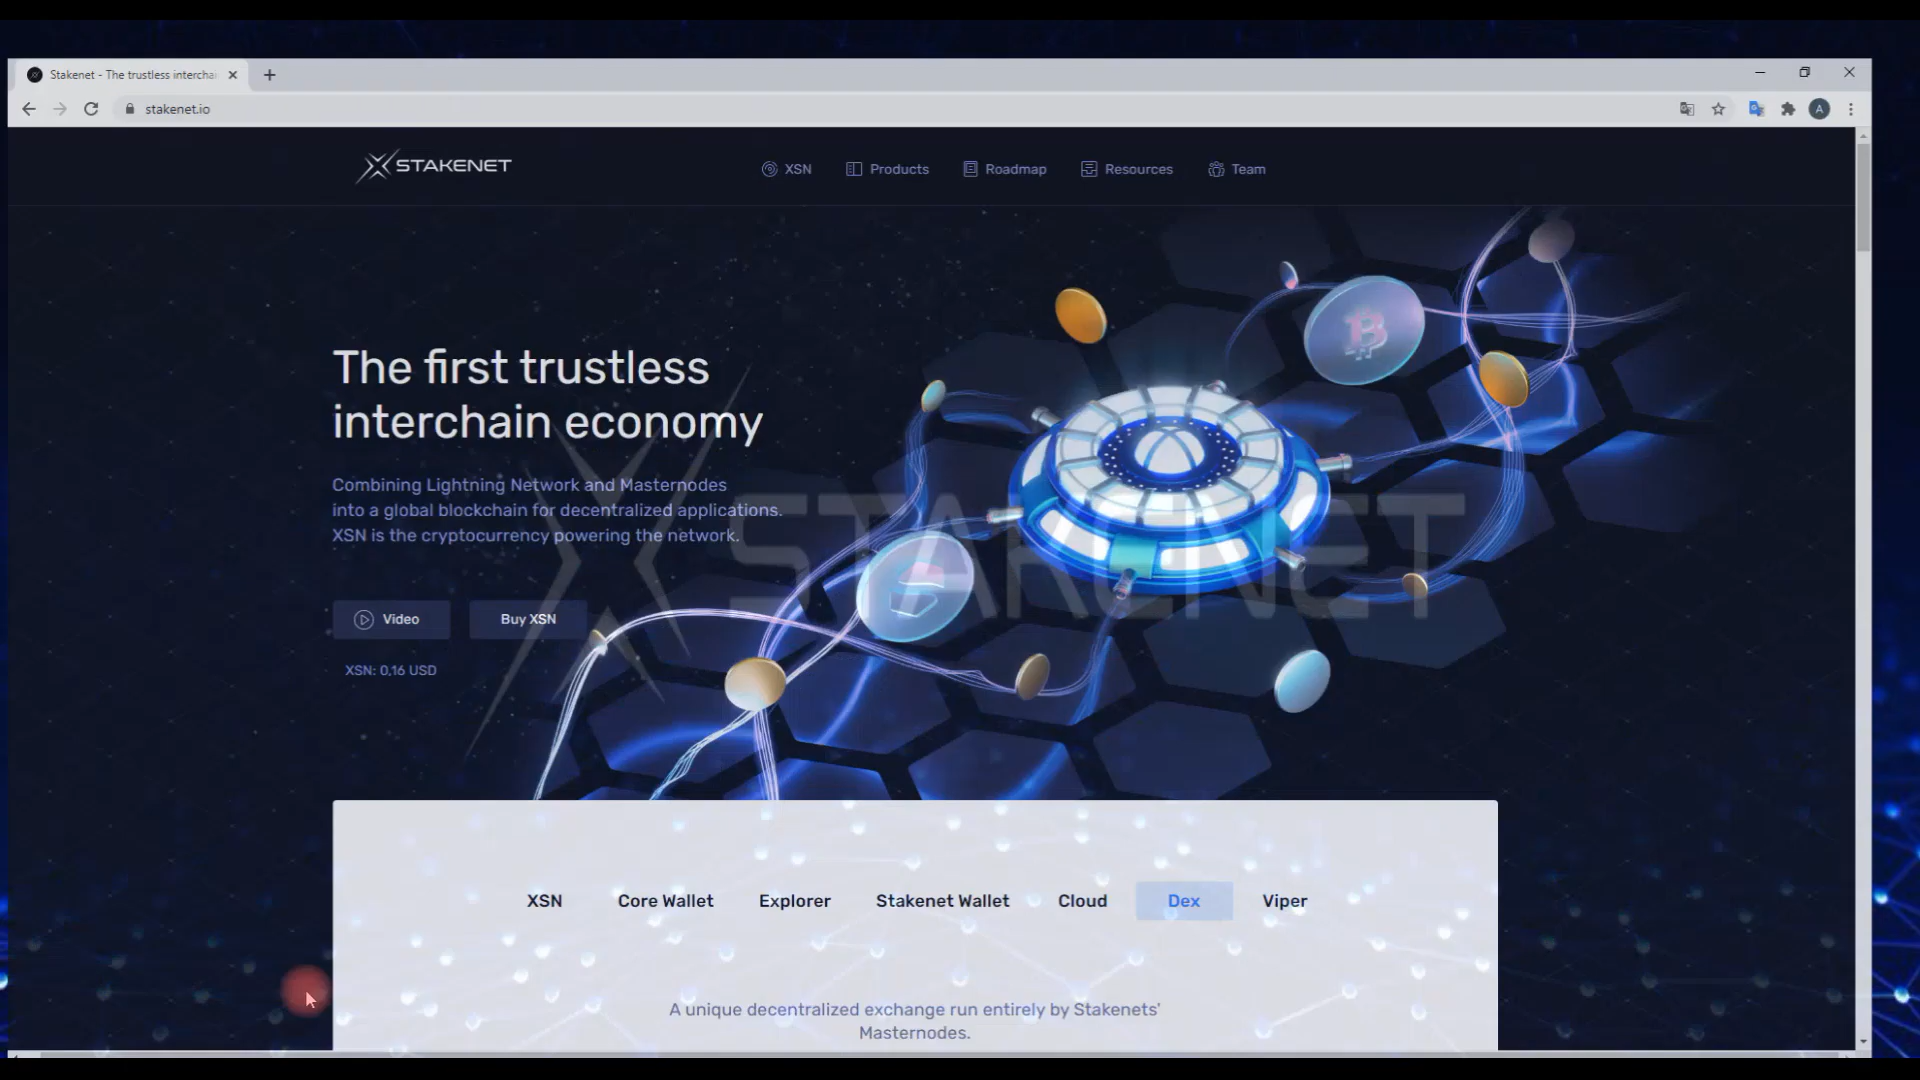 Stakenet - The trustless interchai
stakenet.io
A
STAKENET
XSN
Products
Roadmap
Resources
Team
The first trustless
interchain economy
Combining Lightning Network and Masternodes
into a global blockchain for decentralized applications.
XSN is the cryptocurrency powering the network.
STAKENET
Video
Buy XSN
XSN: 0,16 USD
XSN
Core Wallet
Explorer
Stakenet Wallet
Cloud
Dex
Viper
A unique decentralized exchange run entirely by Stakenets'
Masternodes.